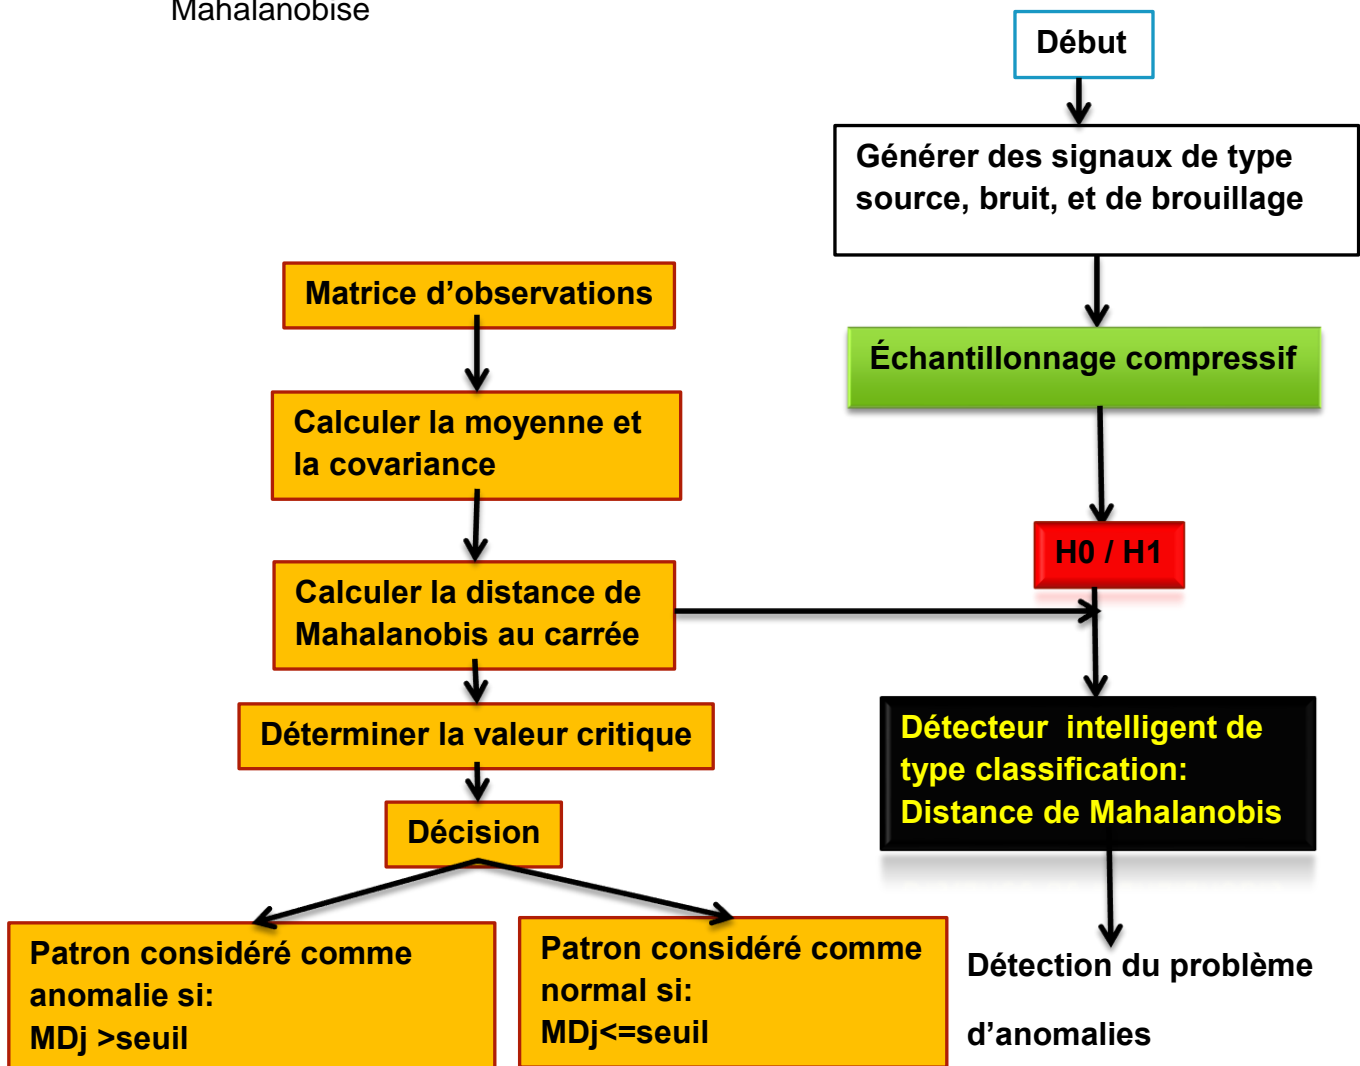 Mahalanobise
Début
Générer des signaux de type
source, bruit, et de brouillage
Échantillonnage compressif
H0 / H1
Détecteur intelligent de
type classification:
Distance de Mahalanobis
Détection du problème
d’anomalies
Matrice d’observations
Calculer la moyenne et
la covariance
Calculer la distance de
Mahalanobis au carrée
Déterminer la valeur critique
Décision
Patron considéré comme
anomalie si:
MDj >seuil
Patron considéré comme
normal si:
MDj<=seuil